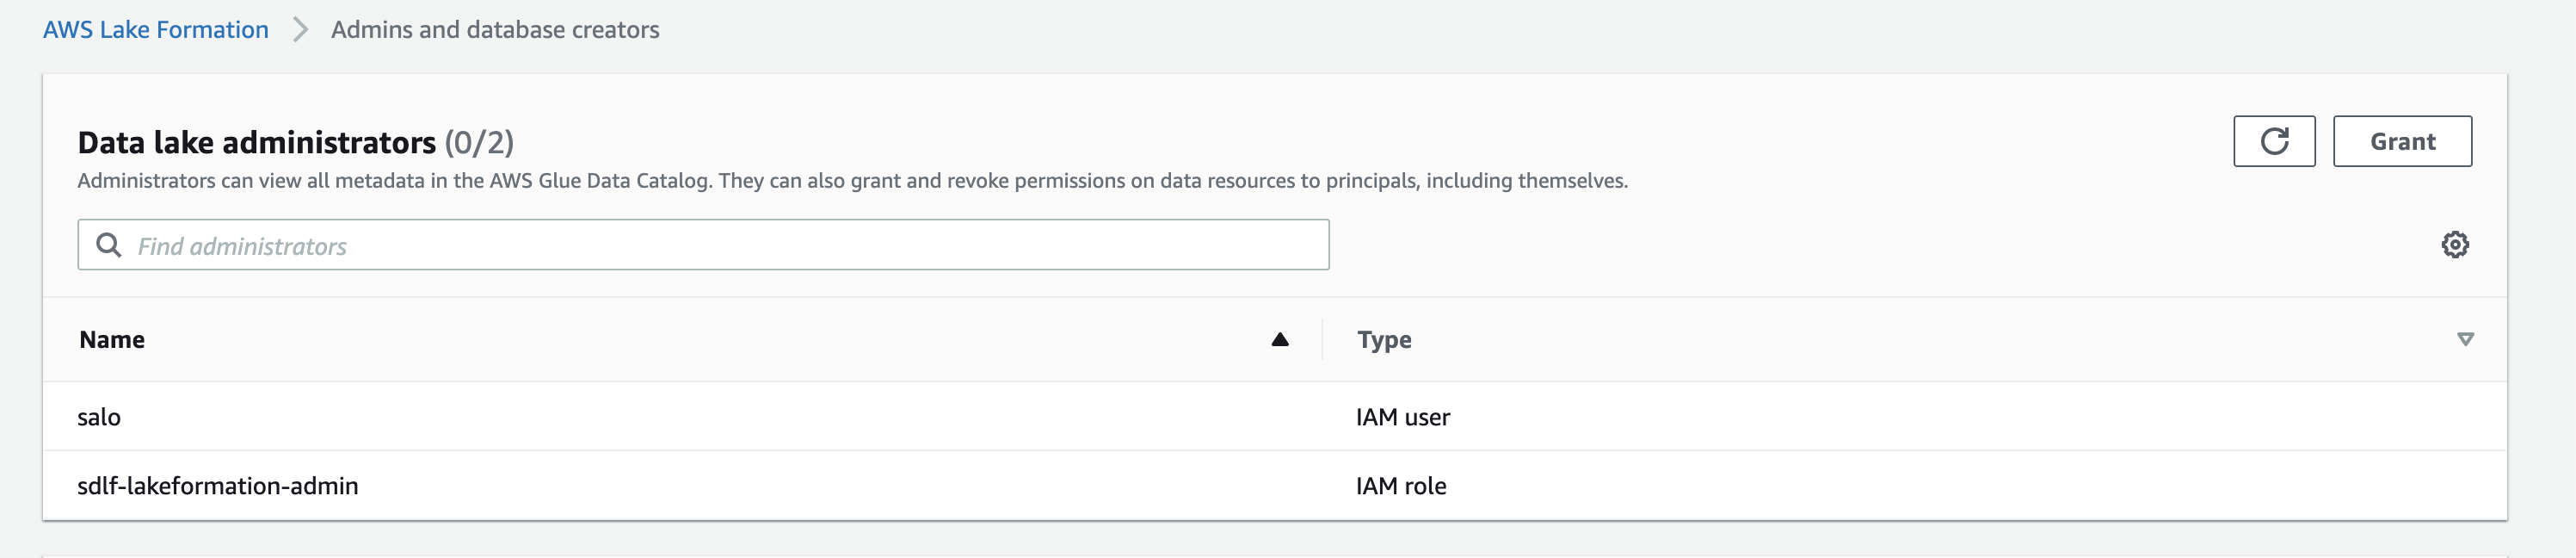 AWS Lake Formation > Admins and database creators
Data lake administrators (0/2)
Grant
Administrators can view all metadata in the AWS Glue Data Catalog. They can also grant and revoke permissions on data resources to principals, including themselves.
Find administrators
Name Type
salo IAM user
sdlf-lakeformation-admin IAM role